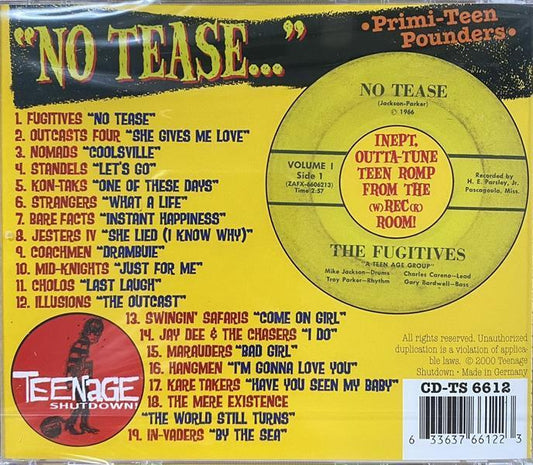 "NO TEASE..."
• Primi-Teen
Pounders •
1. FUGITIVES "NO TEASE"
2. OUTCASTS FOUR "SHE GIVES ME LOVE"
3. NOMADS "COOLSVILLE"
4. STANDELS "LET'S GO"
5. KON-TAKS "ONE OF THESE DAYS"
6. STRANGERS "WHAT A LIFE"
7. BARE FACTS "INSTANT HAPPINESS"
8. JESTERS IV "SHE LIED (I KNOW WHY)"
9. COACHMEN "DRAMBUIE"
10. MID-KNIGHTS "JUST FOR ME"
11. CHOLOS "LAST LAUGH"
12. ILLUSIONS "THE OUTCAST"
13. SWINGIN' SAFARIS "COME ON GIRL"
14. JAY DEE & THE CHASERS "I DO"
15. MARAUDERS "BAD GIRL"
16. HANGMEN "I'M GONNA LOVE YOU"
17. KARE TAKERS "HAVE YOU SEEN MY BABY"
18. THE MERE EXISTENCE
"THE WORLD STILL TURNS"
19. IN-VADERS "BY THE SEA"
NO TEASE
(Jackson-Parker)
© 1966
VOLUME 1
Side 1
(ZAFX-6606213)
Time 2:57
INEPT,
OUTTA-TUNE
TEEN ROMP
FROM THE
(W)REC(K)
ROOM!
Recorded by
H. E. Parsley, Jr.
Pascagoula, Miss.
THE FUGITIVES
"A TEEN AGE GROUP"
Mike Jackson-Drums Charles Careno-Lead
Troy Parker-Rhythm Gary Bardwell-Bass
TEENAGE
SHUTDOWN!
All rights reserved. Unauthorized
duplication is a violation of applica-
ble laws. © 2000 Teenage
Shutdown • Made in Germany
CD-TS 6612
6 33637 66122 3